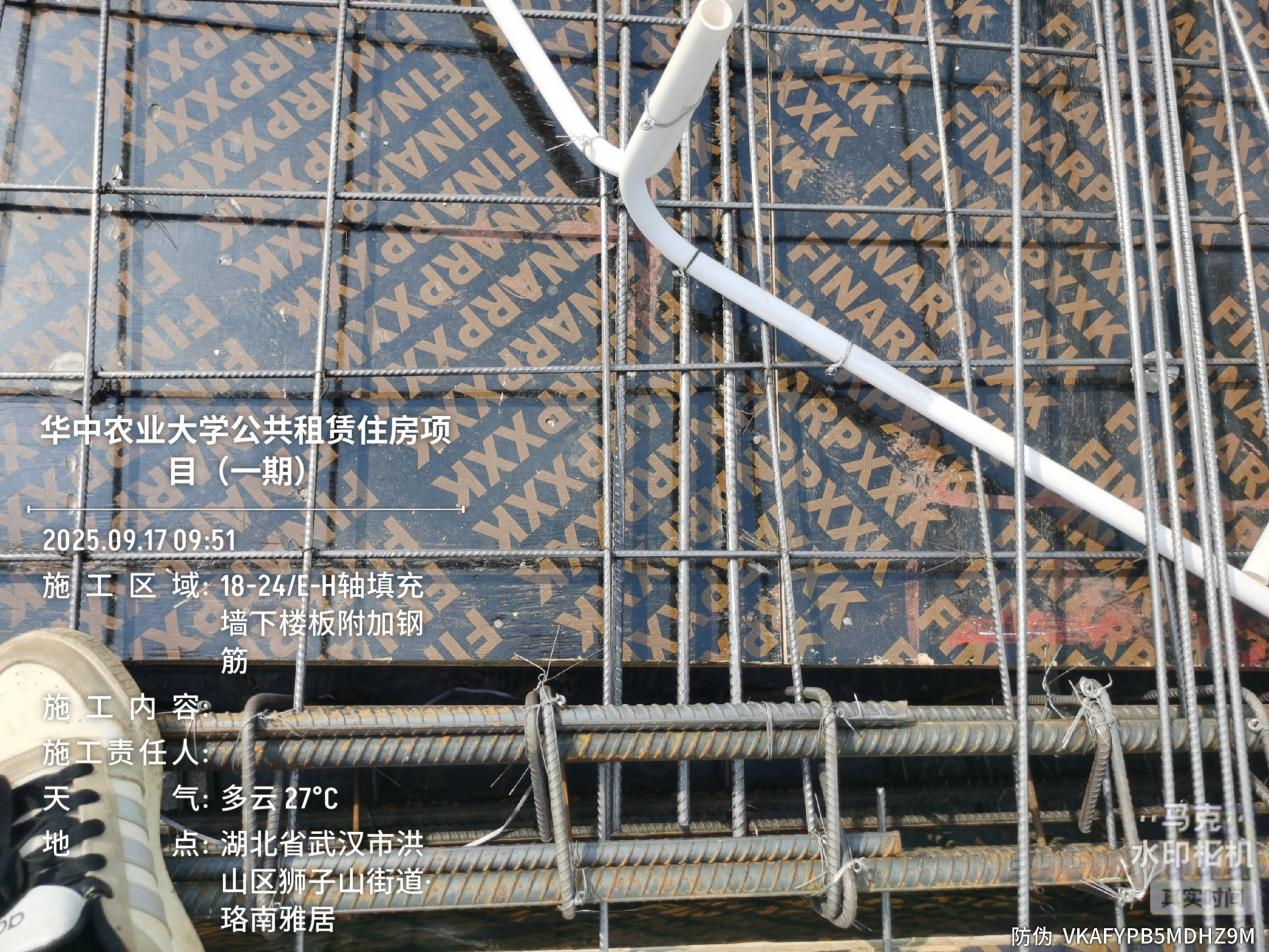 华中农业大学公共租赁住房项
目（一期）
2025.09.17 09:51
施工区域：18-24/E-H轴填充
墙下楼板附加钢
筋
施工内容：
施工责任人：
天气：多云 27°C
地点：湖北省武汉市洪
山区狮子山街道·
珞南雅居
马克
水印相机
真实时间
防伪 VKAFYPB5MDHZ9M
FINARPXXK
FINARPXXK
FINARPXXK